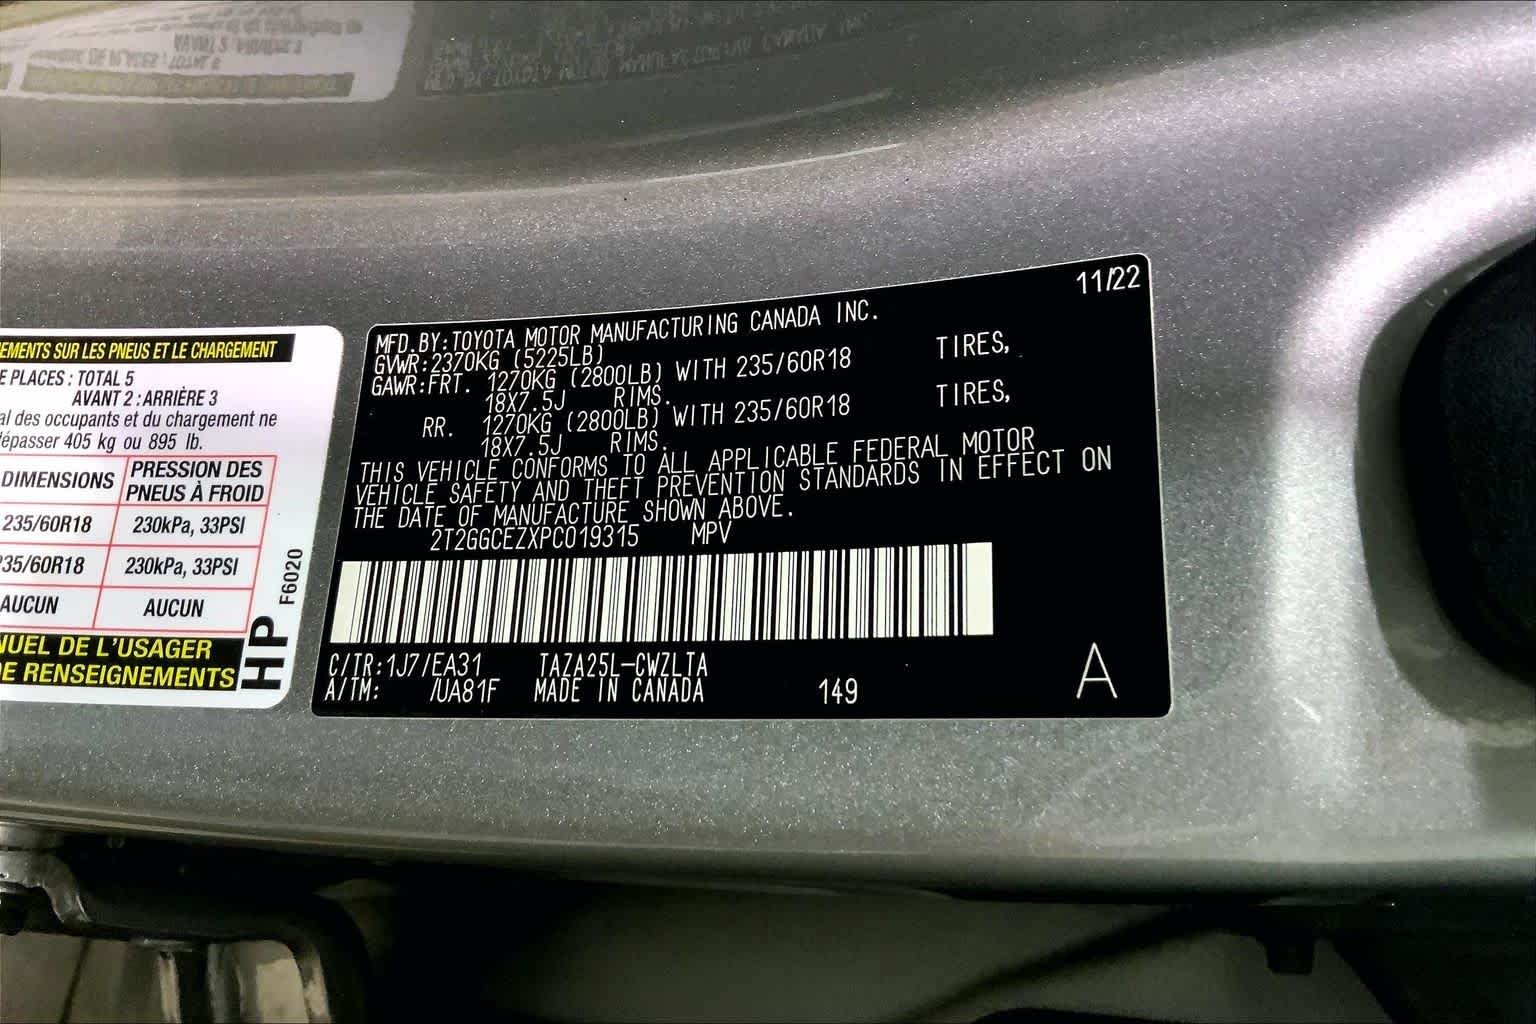 EMENTS SUR LES PNEUS ET LE CHARGEMENT
E PLACES : TOTAL 5
AVANT 2 : ARRIÈRE 3
al des occupants et du chargement ne
épasser 405 kg ou 895 lb.
DIMENSIONS PRESSION DES PNEUS À FROID
235/60R18 230kPa, 33PSI
235/60R18 230kPa, 33PSI
AUCUN AUCUN
NUEL DE L'USAGER
DE RENSEIGNEMENTS
HP F6020
11/22
MFD.BY:TOYOTA MOTOR MANUFACTURING CANADA INC.
GVWR:2370KG (5225LB)
GAWR:FRT. 1270KG (2800LB) WITH 235/60R18 TIRES,
18X7.5J RIMS.
RR. 1270KG (2800LB) WITH 235/60R18 TIRES,
18X7.5J RIMS.
THIS VEHICLE CONFORMS TO ALL APPLICABLE FEDERAL MOTOR
VEHICLE SAFETY AND THEFT PREVENTION STANDARDS IN EFFECT ON
THE DATE OF MANUFACTURE SHOWN ABOVE.
2T2GGCEZXPC019315 MPV
C/TR:1J7/EA31 TAZA25L-CWZLTA
A/TM: /UA81F MADE IN CANADA 149 A